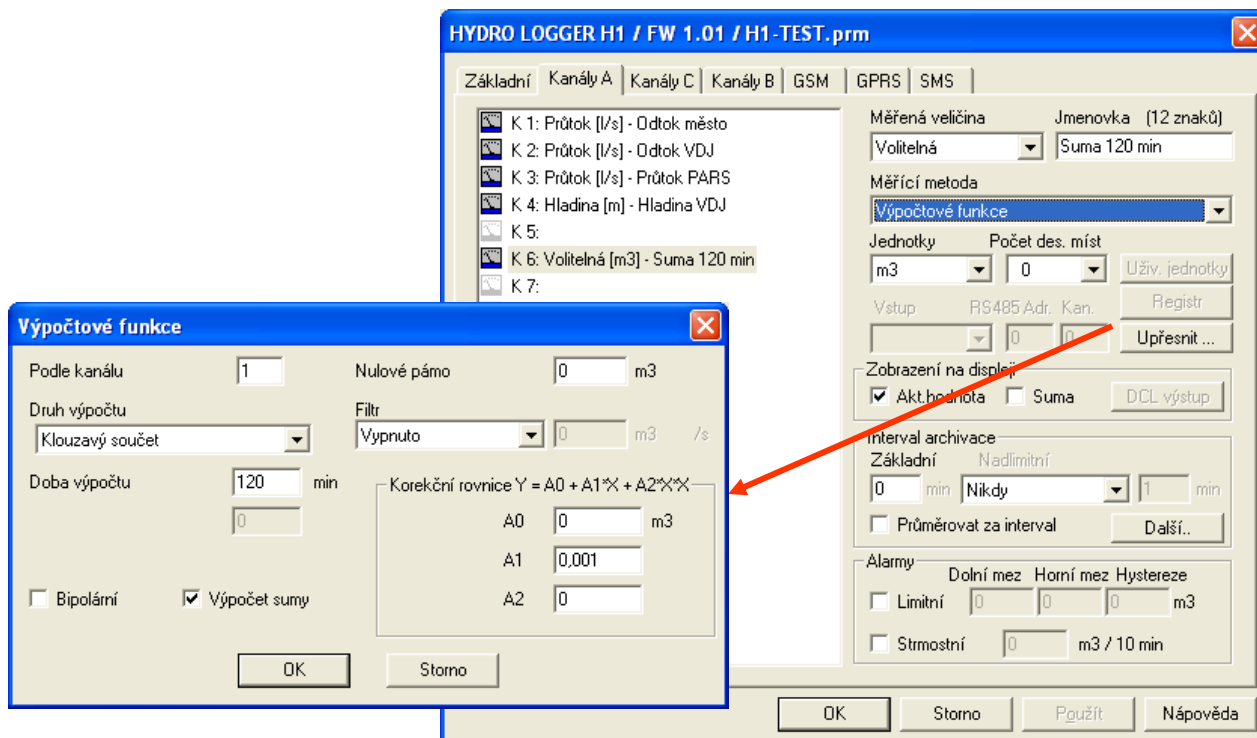 HYDRO LOGGER H1 / FW 1.01 / H1-TEST.prm
Základní Kanály A Kanály C Kanály B GSM GPRS SMS
K 1: Průtok [l/s] - Odtok město
K 2: Průtok [l/s] - Odtok VDJ
K 3: Průtok [l/s] - Průtok PARS
K 4: Hladina [m] - Hladina VDJ
K 5:
K 6: Volitelná [m3] - Suma 120 min
K 7:
Měřená veličina Jmenovka (12 znaků)
Volitelná Suma 120 min
Měřící metoda
Výpočtové funkce
Jednotky Počet des. míst
m3 0 Uživ. jednotky
Vstup RS485 Adr. Kan. Registr
0 0 Upřesnit ...
Zobrazení na displeji
Akt.hodnota Suma DCL výstup
Interval archivace
Základní Nadlimitní
0 min Nikdy 1 min
Průměrovat za interval Další..
Alarmy
Dolní mez Horní mez Hystereze
Limitní 0 0 0 m3
Strmostní 0 m3 / 10 min
OK Storno Použít Nápověda
Výpočtové funkce
Podle kanálu 1 Nulové pámo 0 m3
Druh výpočtu Filtr
Klouzavý součet Vypnuto 0 m3 /s
Doba výpočtu 120 min
0
Korekční rovnice Y = A0 + A1*X + A2*X*X
A0 0 m3
A1 0,001
A2 0
Bipolární Výpočet sumy
OK Storno